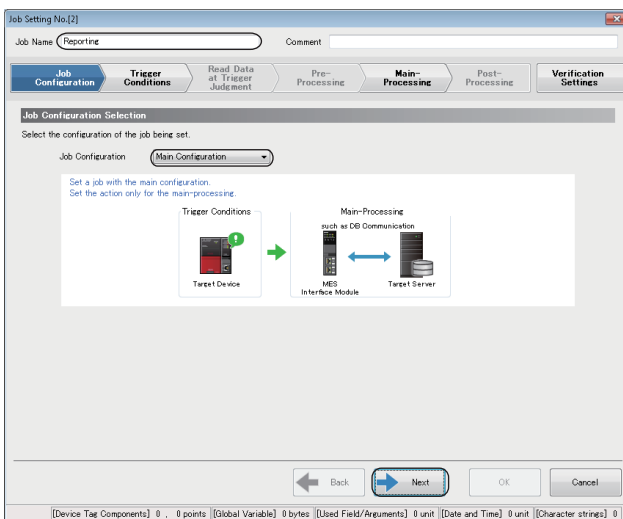 Job Setting No.[2]
Job Name Reporting Comment
Job Configuration
Trigger Conditions
Read Data at Trigger Judgment
Pre-Processing
Main-Processing
Post-Processing
Verification Settings
Job Configuration Selection
Select the configuration of the job being set.
Job Configuration Main Configuration
Set a job with the main configuration.
Set the action only for the main-processing.
Trigger Conditions
Main-Processing
such as DB Communication
Target Device
MES Interface Module
Target Server
Back Next OK Cancel
[Device Tag Components] 0 , 0 points [Global Variable] 0 bytes [Used Field/Arguments] 0 unit [Date and Time] 0 unit [Character strings] 0